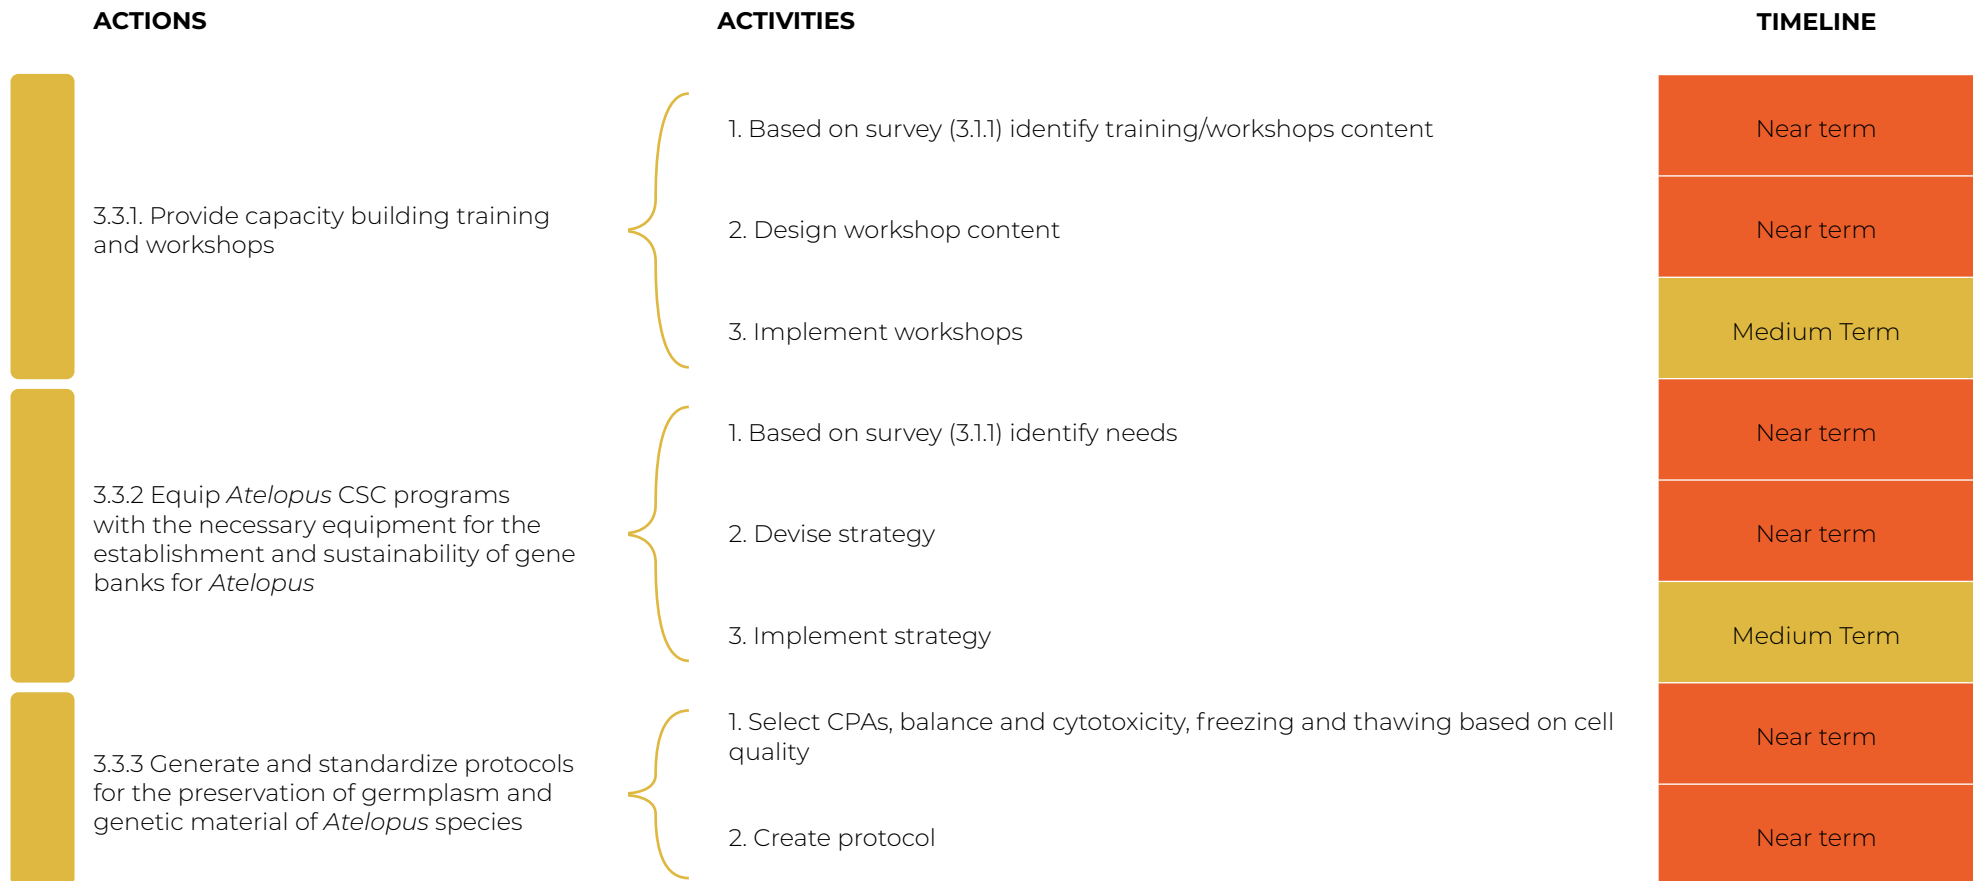 ACTIONS
ACTIVITIES
TIMELINE
3.3.1. Provide capacity building training
and workshops
1. Based on survey (3.1.1) identify training/workshops content
Near term
2. Design workshop content
Near term
3. Implement workshops
Medium Term
3.3.2 Equip Atelopus CSC programs
with the necessary equipment for the
establishment and sustainability of gene
banks for Atelopus
1. Based on survey (3.1.1) identify needs
Near term
2. Devise strategy
Near term
3. Implement strategy
Medium Term
3.3.3 Generate and standardize protocols
for the preservation of germplasm and
genetic material of Atelopus species
1. Select CPAs, balance and cytotoxicity, freezing and thawing based on cell
quality
Near term
2. Create protocol
Near term